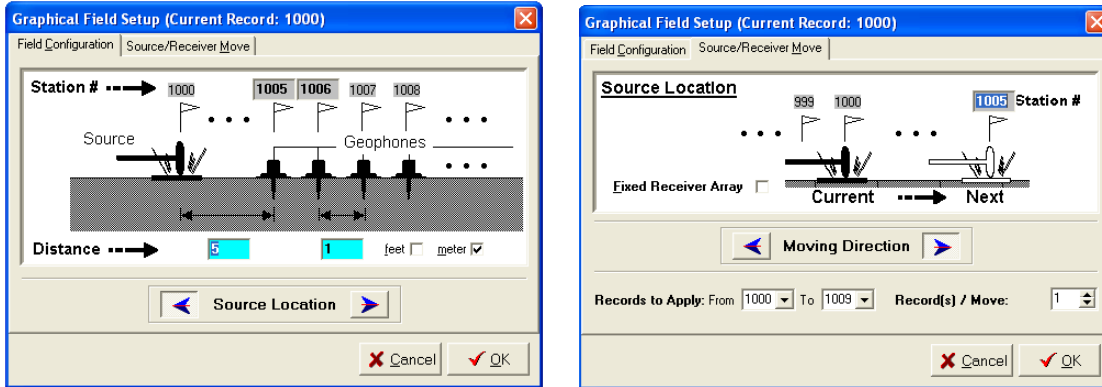 Graphical Field Setup (Current Record: 1000)
Field Configuration Source/Receiver Move
Station # 1000 1005 1006 1007 1008
Source
Geophones
Distance 5 1 feet meter
Source Location
Cancel OK
Graphical Field Setup (Current Record: 1000)
Field Configuration Source/Receiver Move
Source Location
999 1000 1005 Station #
Fixed Receiver Array
Current Next
Moving Direction
Records to Apply: From 1000 To 1009 Record(s) / Move: 1
Cancel OK